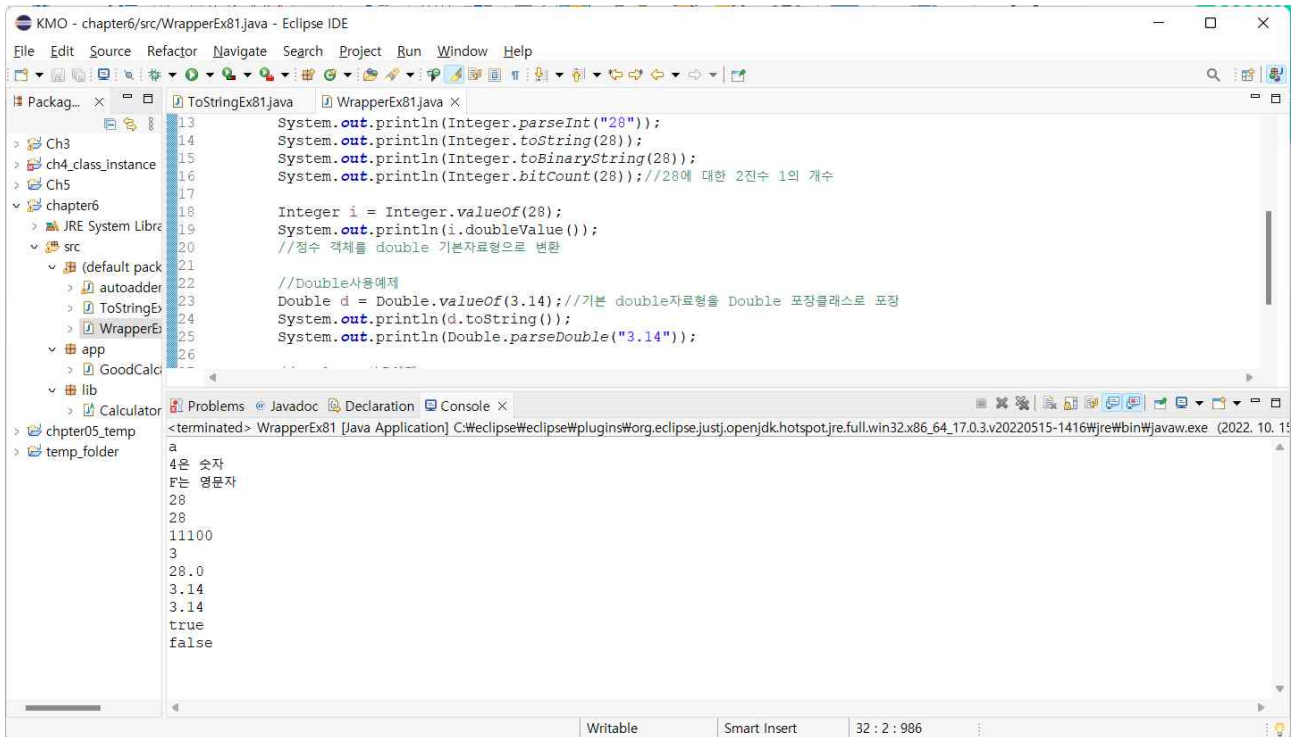 KMO - chapter6/src/WrapperEx81.java - Eclipse IDE
File Edit Source Refactor Navigate Search Project Run Window Help
Packag...
ToStringEx81.java WrapperEx81.java
Ch3
ch4_class_instance
Ch5
chapter6
JRE System Libra
src
(default pack
autoadder
ToStringEx
WrapperEx
app
GoodCalc
lib
Calculator
chpter05_temp
temp_folder
13 System.out.println(Integer.parseInt("28"));
14 System.out.println(Integer.toString(28));
15 System.out.println(Integer.toBinaryString(28));
16 System.out.println(Integer.bitCount(28));//28에 대한 2진수 1의 개수
17
18 Integer i = Integer.valueOf(28);
19 System.out.println(i.doubleValue());
20 //정수 객체를 double 기본자료형으로 변환
21
22 //Double사용예제
23 Double d = Double.valueOf(3.14);//기본 double자료형을 Double 포장클래스로 포장
24 System.out.println(d.toString());
25 System.out.println(Double.parseDouble("3.14"));
26
Problems Javadoc Declaration Console
<terminated> WrapperEx81 [Java Application] C:₩eclipse₩eclipse₩plugins₩org.eclipse.justj.openjdk.hotspot.jre.full.win32.x86_64_17.0.3.v20220515-1416₩jre₩bin₩javaw.exe (2022. 10. 15
a
4은 숫자
F는 영문자
28
28
11100
3
28.0
3.14
3.14
true
false
Writable Smart Insert 32 : 2 : 986